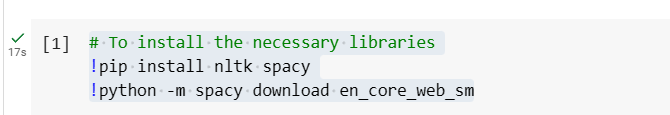 [1] # To install the necessary libraries
17s !pip install nltk spacy
!python -m spacy download en_core_web_sm